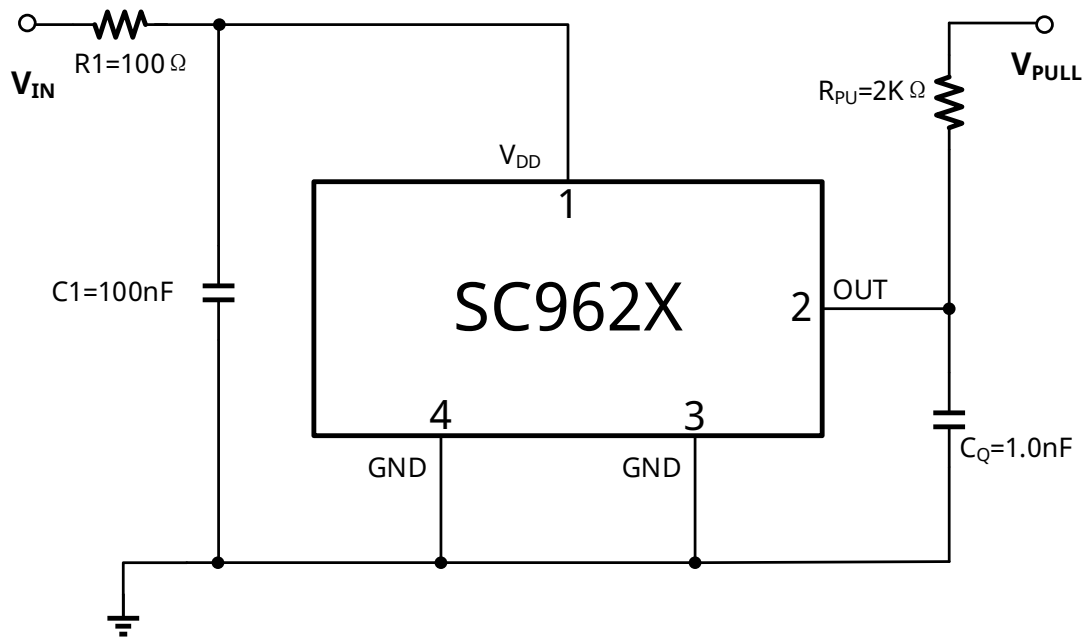 R1=100Ω
V_IN
V_PULL
R_PU=2KΩ
V_DD
1
C1=100nF
SC962X
2
OUT
4
3
GND
GND
C_Q=1.0nF